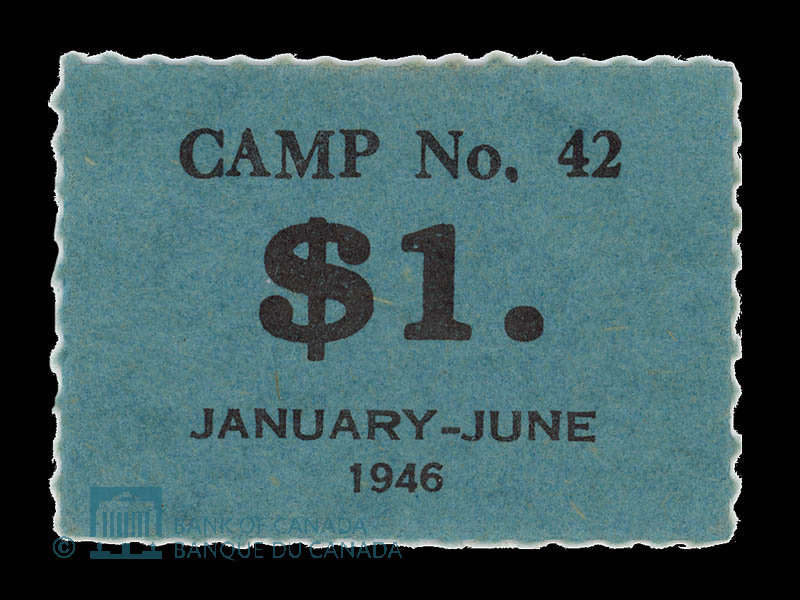 CAMP No. 42
$1.
JANUARY-JUNE
1946
© BANK OF CANADA
BANQUE DU CANADA